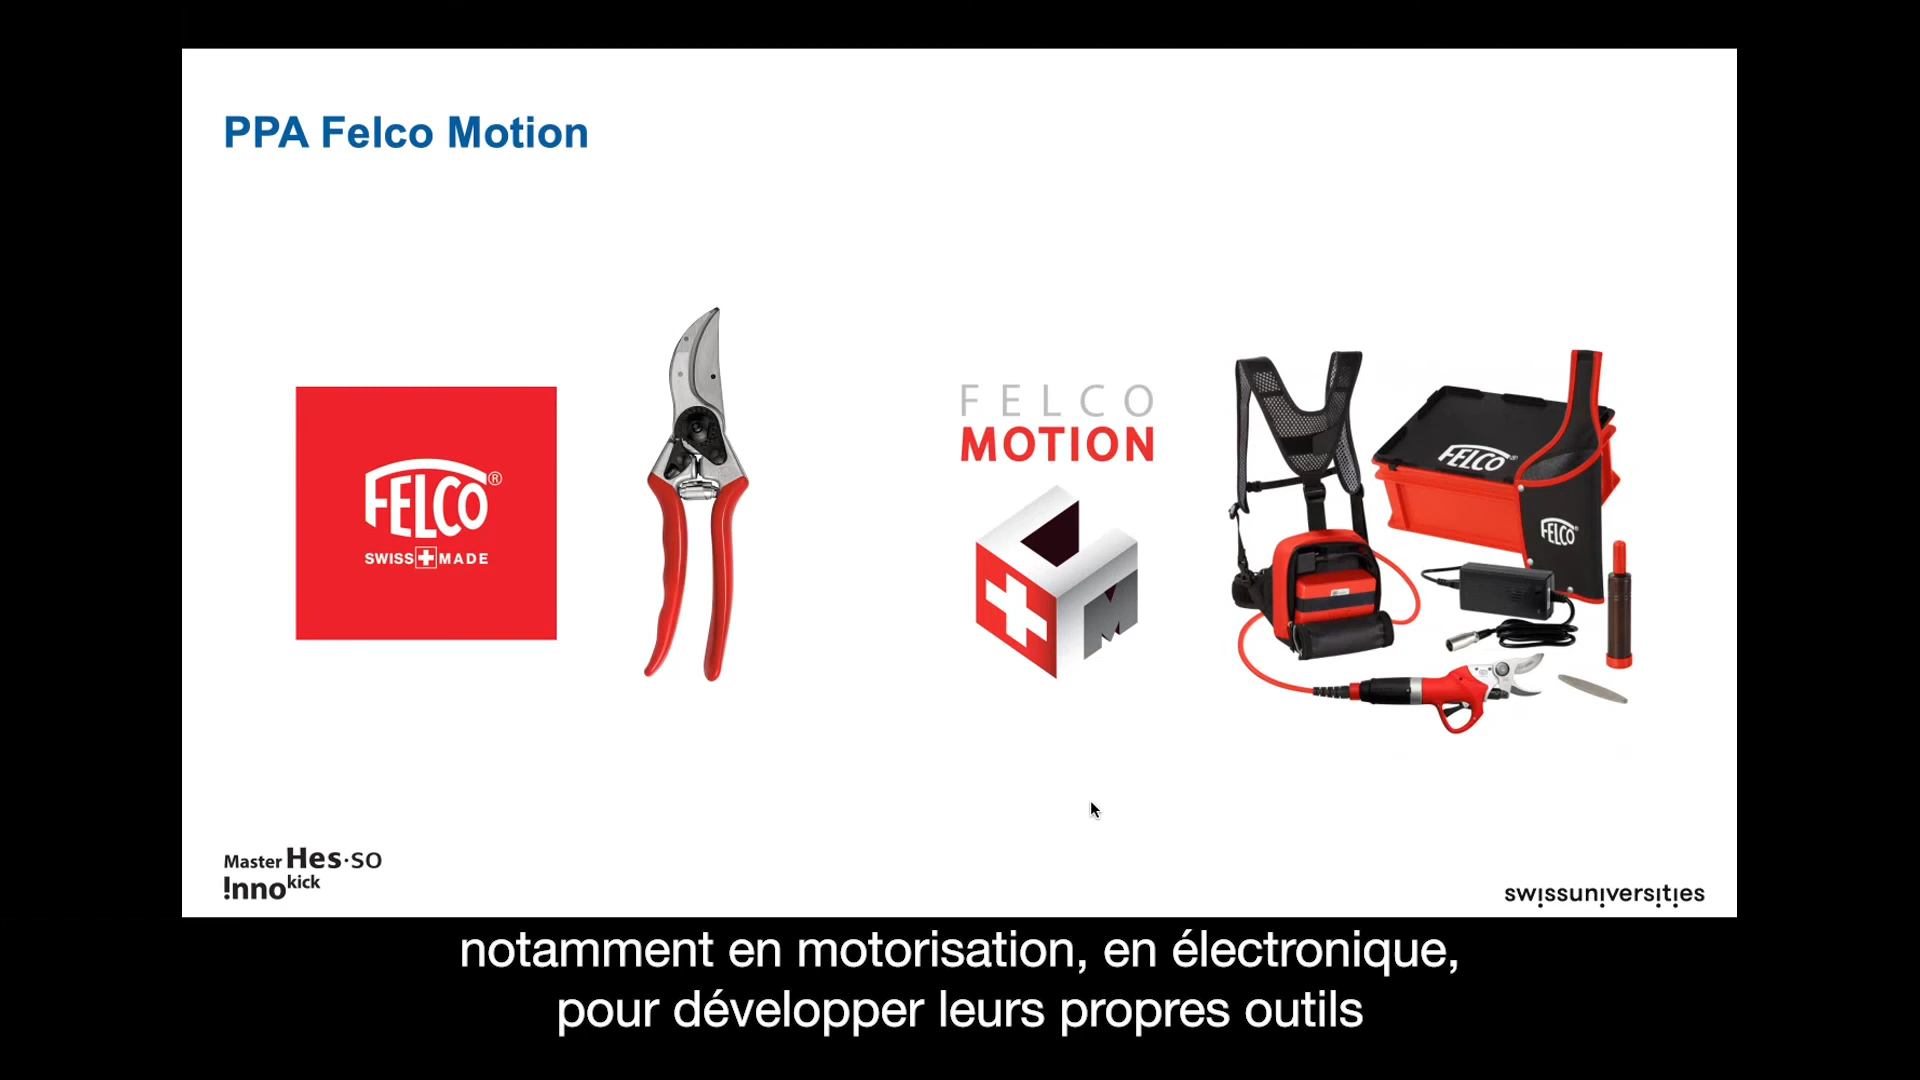 PPA Felco Motion
FELCO®
SWISS MADE
FELCO
MOTION
M
FELCO®
FELCO®
Master Hes·so
!nnokick
swissuniversities
notamment en motorisation, en électronique,
pour développer leurs propres outils